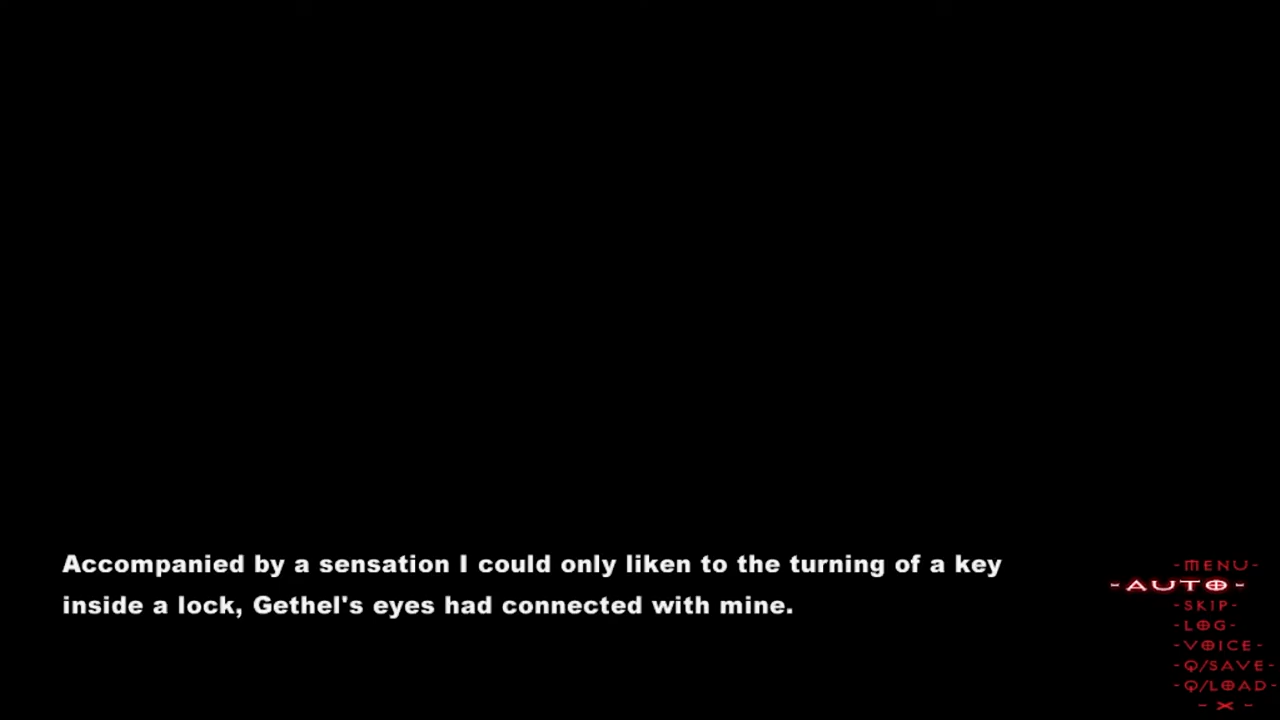 Accompanied by a sensation I could only liken to the turning of a key
inside a lock, Gethel's eyes had connected with mine.
-MENU-
-AUTO-
-SKIP-
-LOG-
-VOICE-
-Q/SAVE-
-Q/LOAD-
-X-